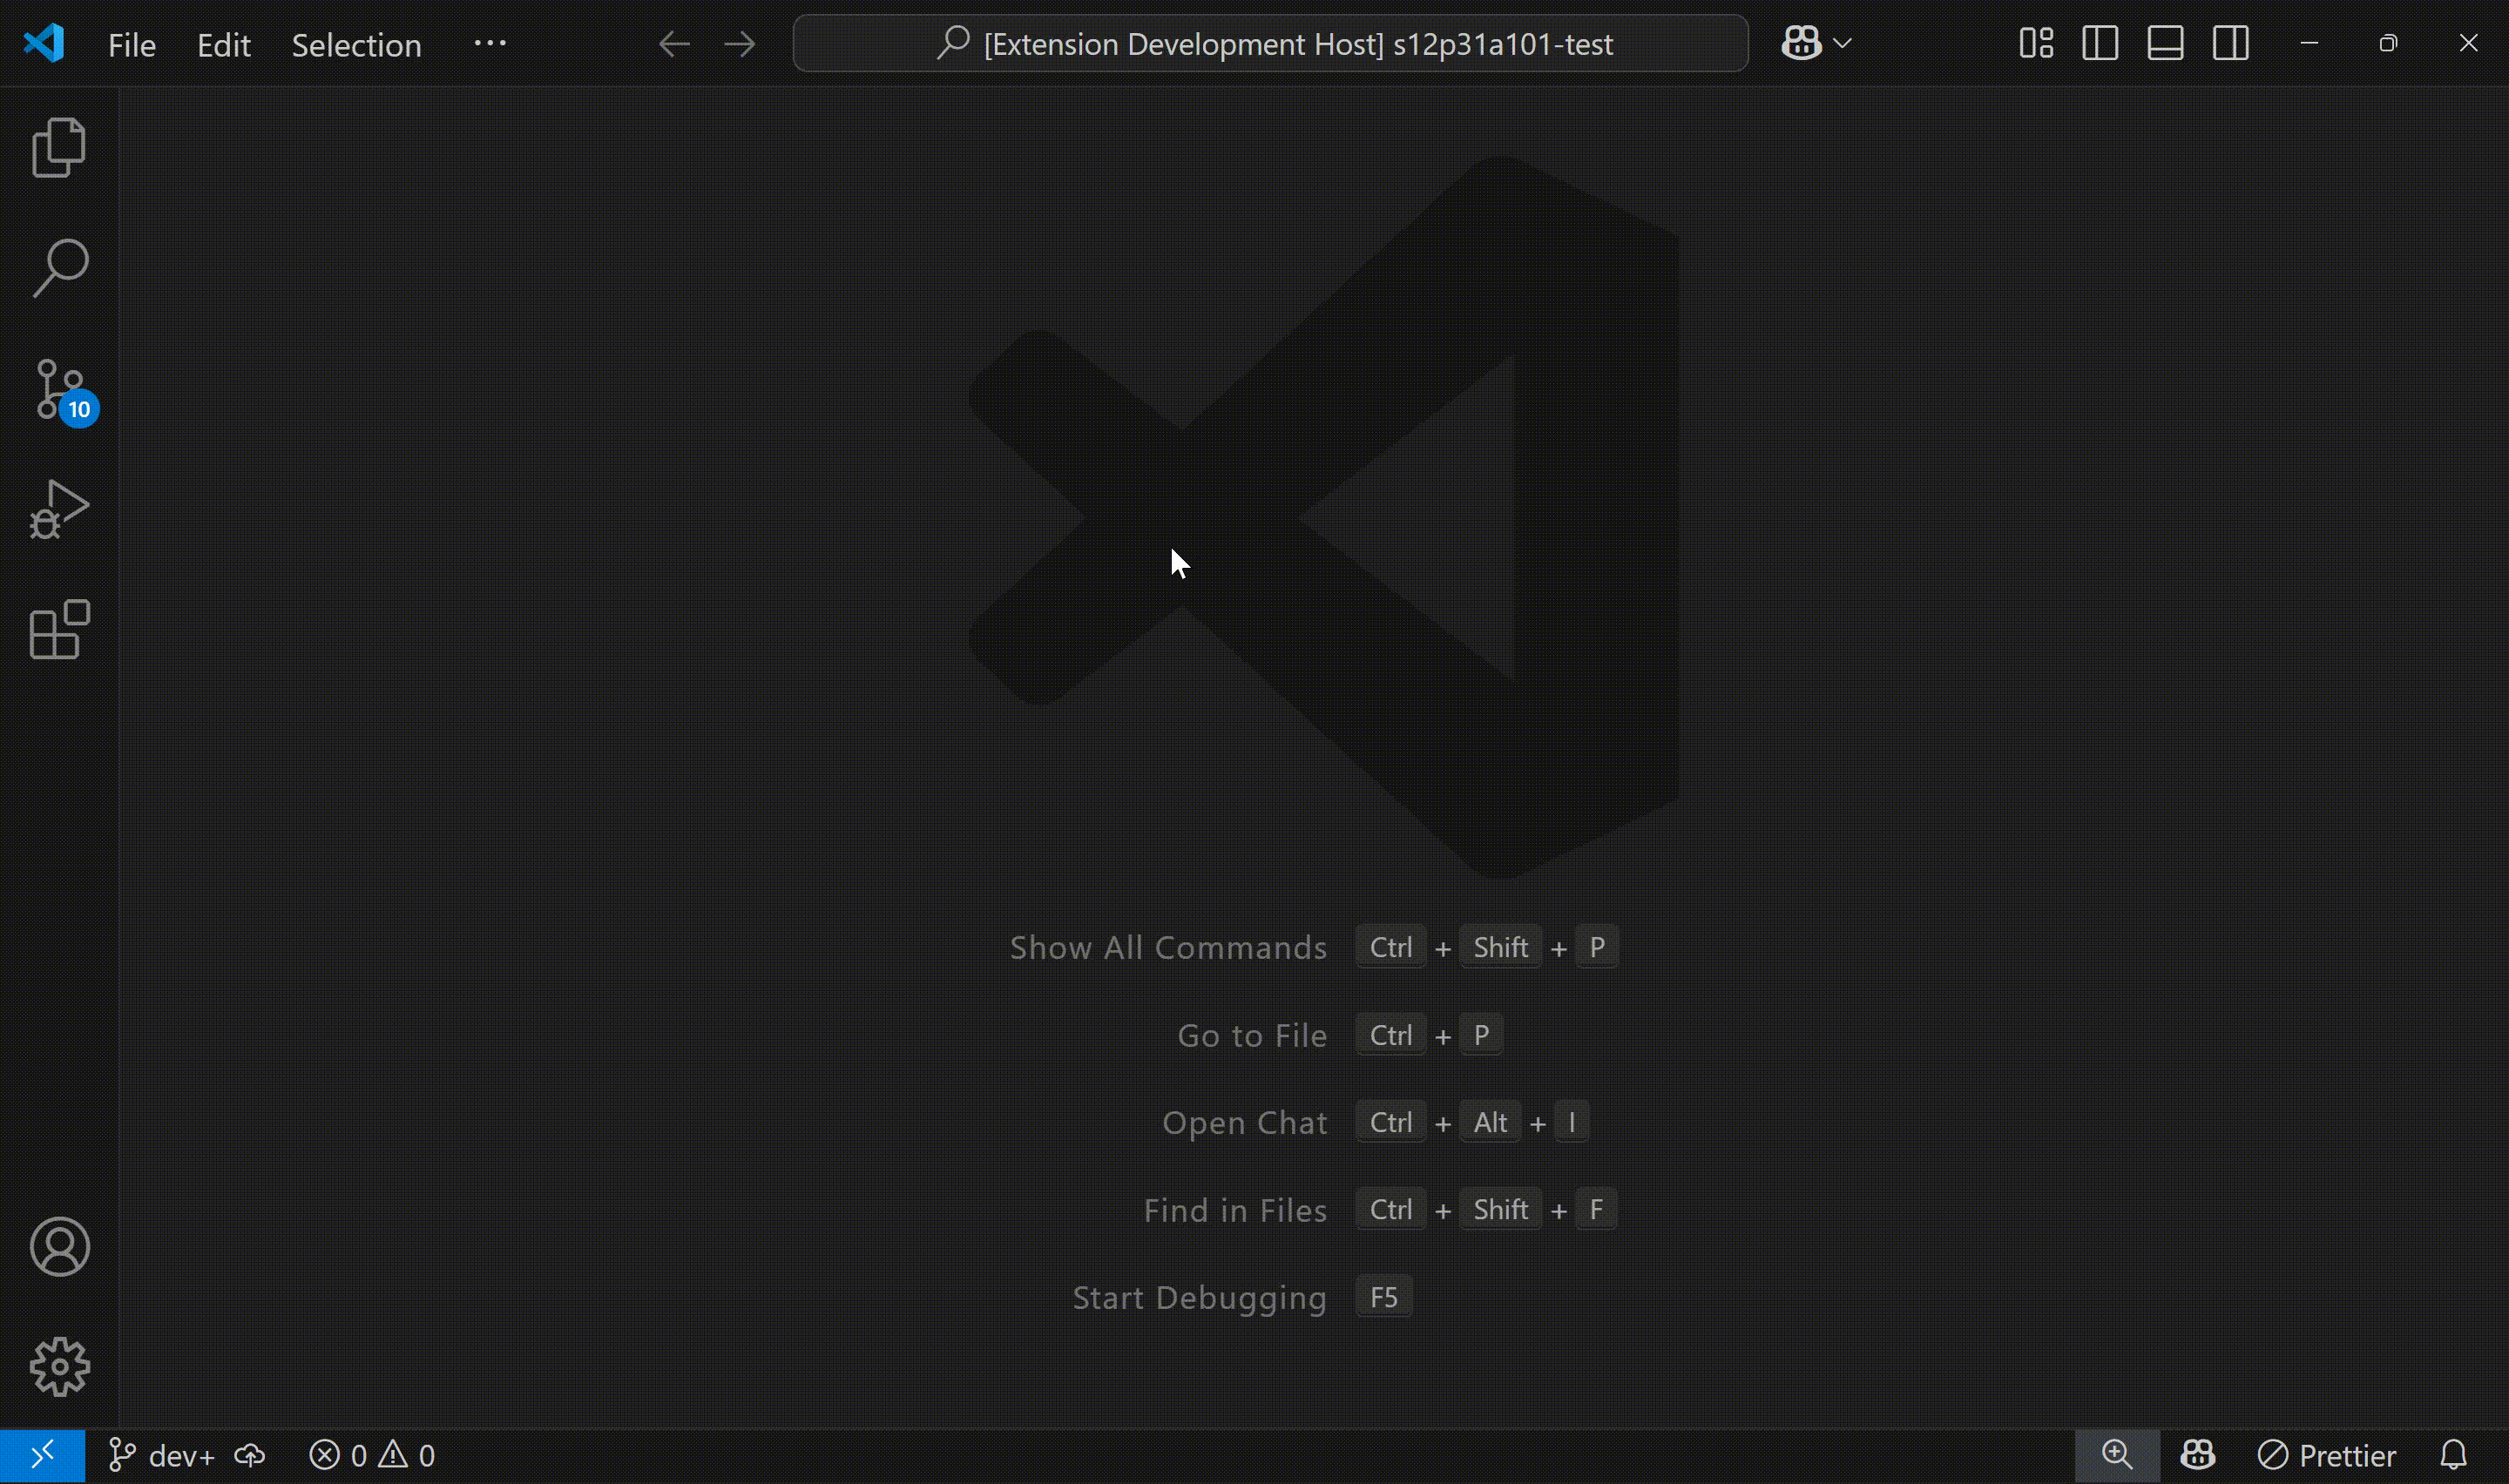 File Edit Selection ···
[Extension Development Host] s12p31a101-test
10
Show All Commands Ctrl + Shift + P
Go to File Ctrl + P
Open Chat Ctrl + Alt + I
Find in Files Ctrl + Shift + F
Start Debugging F5
dev+ 0 0 Prettier